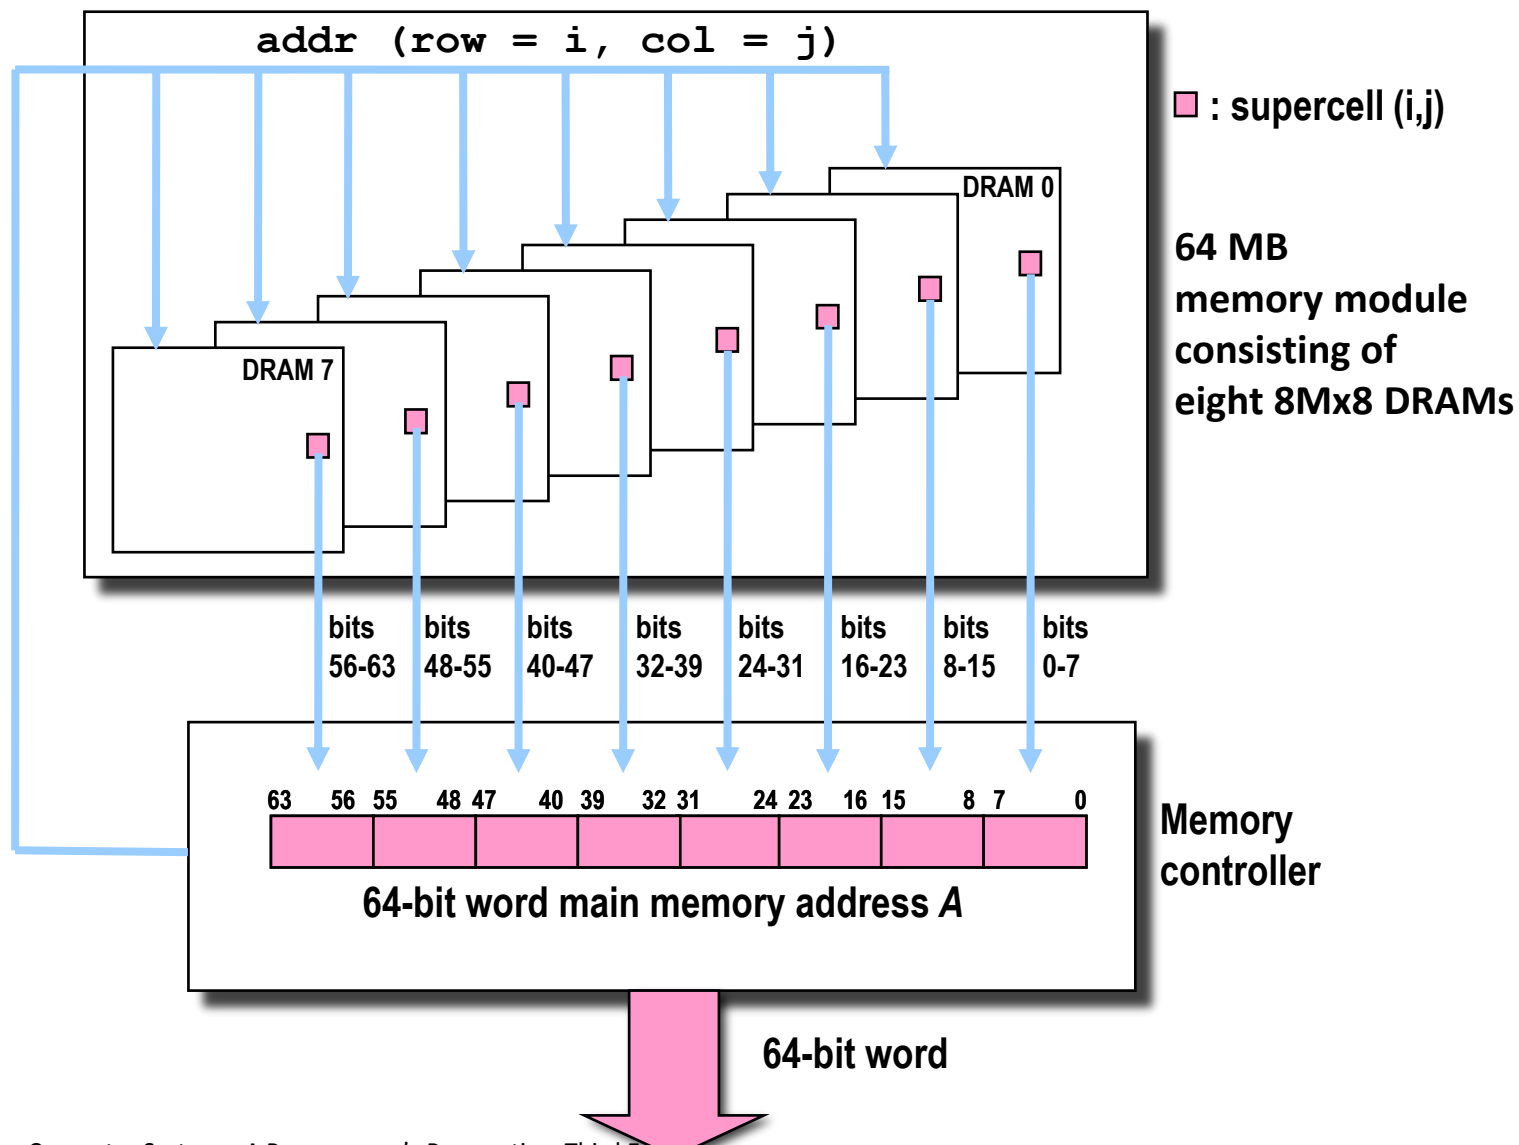 addr (row = i, col = j)
: supercell (i,j)
DRAM 0
64 MB
memory module
consisting of
eight 8Mx8 DRAMs
DRAM 7
bits bits bits bits bits bits bits bits
56-63 48-55 40-47 32-39 24-31 16-23 8-15 0-7
63 56 55 48 47 40 39 32 31 24 23 16 15 8 7 0
Memory
controller
64-bit word main memory address A
64-bit word